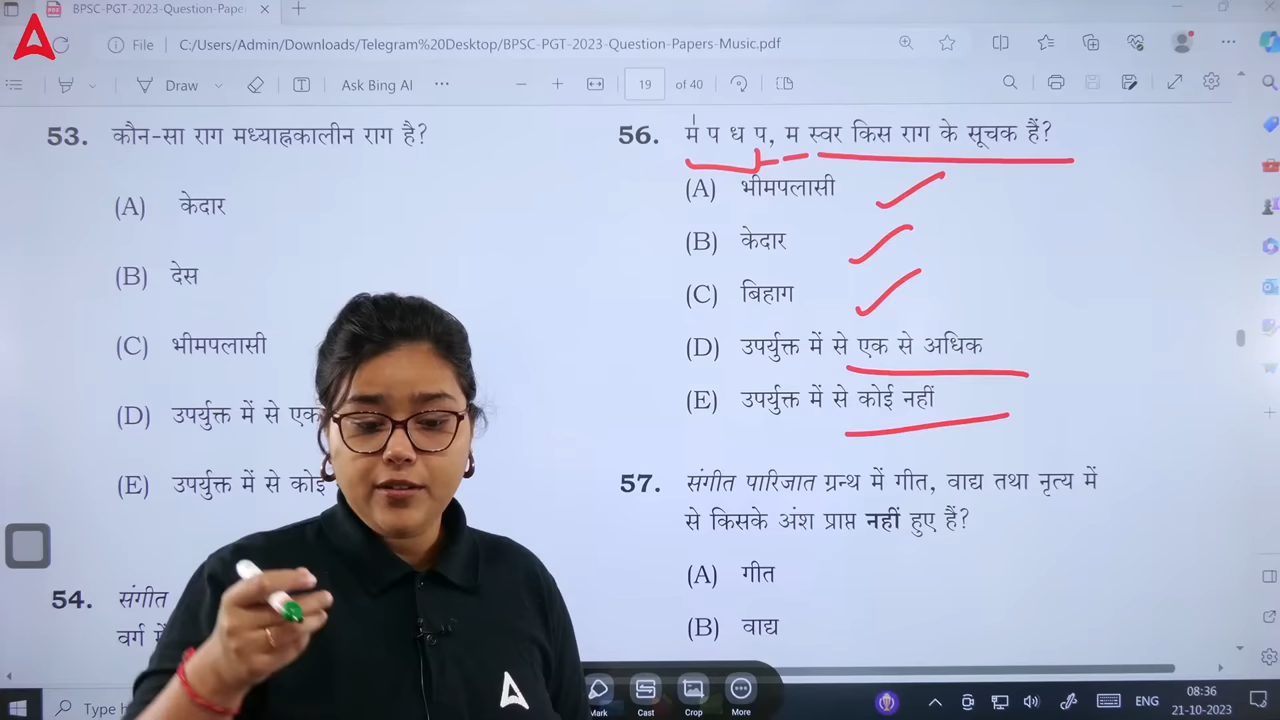 BPSC-PGT-2023-Question-Pape
File C:/Users/Admin/Downloads/Telegram%20Desktop/BPSC-PGT-2023-Question-Papers-Music.pdf
Draw Ask Bing AI 19 of 40
53. कौन-सा राग मध्याह्नकालीन राग है?
(A) केदार
(B) देस
(C) भीमपलासी
(D) उपर्युक्त में से एक
(E) उपर्युक्त में से कोई
54. संगीत
वर्ग में
56. म॑ प ध प, म स्वर किस राग के सूचक हैं?
(A) भीमपलासी
(B) केदार
(C) बिहाग
(D) उपर्युक्त में से एक से अधिक
(E) उपर्युक्त में से कोई नहीं
57. संगीत पारिजात ग्रन्थ में गीत, वाद्य तथा नृत्य में
से किसके अंश प्राप्त नहीं हुए हैं?
(A) गीत
(B) वाद्य
Mark Cast Crop More
Type h
ENG
08:36
21-10-2023